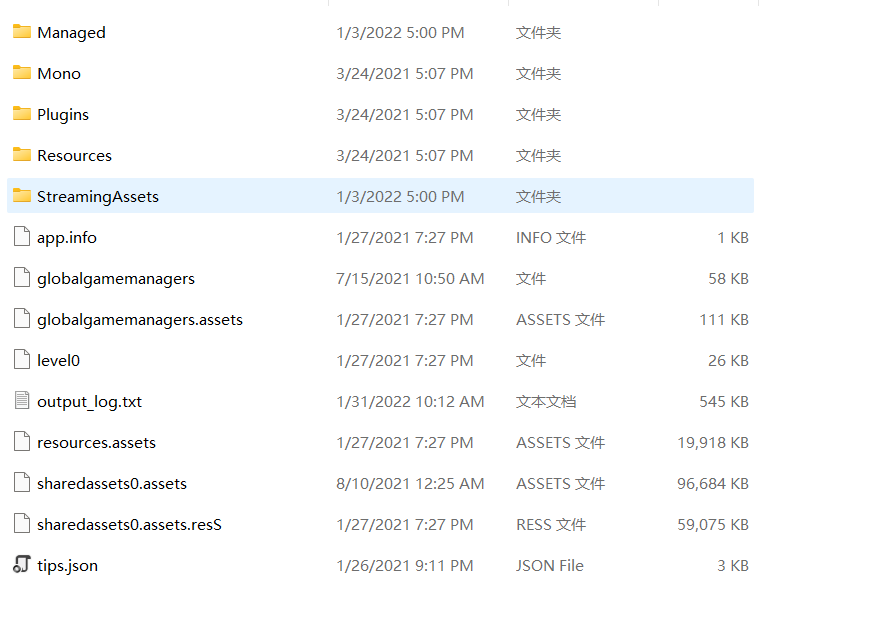 Managed 1/3/2022 5:00 PM 文件夹
Mono 3/24/2021 5:07 PM 文件夹
Plugins 3/24/2021 5:07 PM 文件夹
Resources 3/24/2021 5:07 PM 文件夹
StreamingAssets 1/3/2022 5:00 PM 文件夹
app.info 1/27/2021 7:27 PM INFO 文件 1 KB
globalgamemanagers 7/15/2021 10:50 AM 文件 58 KB
globalgamemanagers.assets 1/27/2021 7:27 PM ASSETS 文件 111 KB
level0 1/27/2021 7:27 PM 文件 26 KB
output_log.txt 1/31/2022 10:12 AM 文本文档 545 KB
resources.assets 1/27/2021 7:27 PM ASSETS 文件 19,918 KB
sharedassets0.assets 8/10/2021 12:25 AM ASSETS 文件 96,684 KB
sharedassets0.assets.resS 1/27/2021 7:27 PM RESS 文件 59,075 KB
tips.json 1/26/2021 9:11 PM JSON File 3 KB